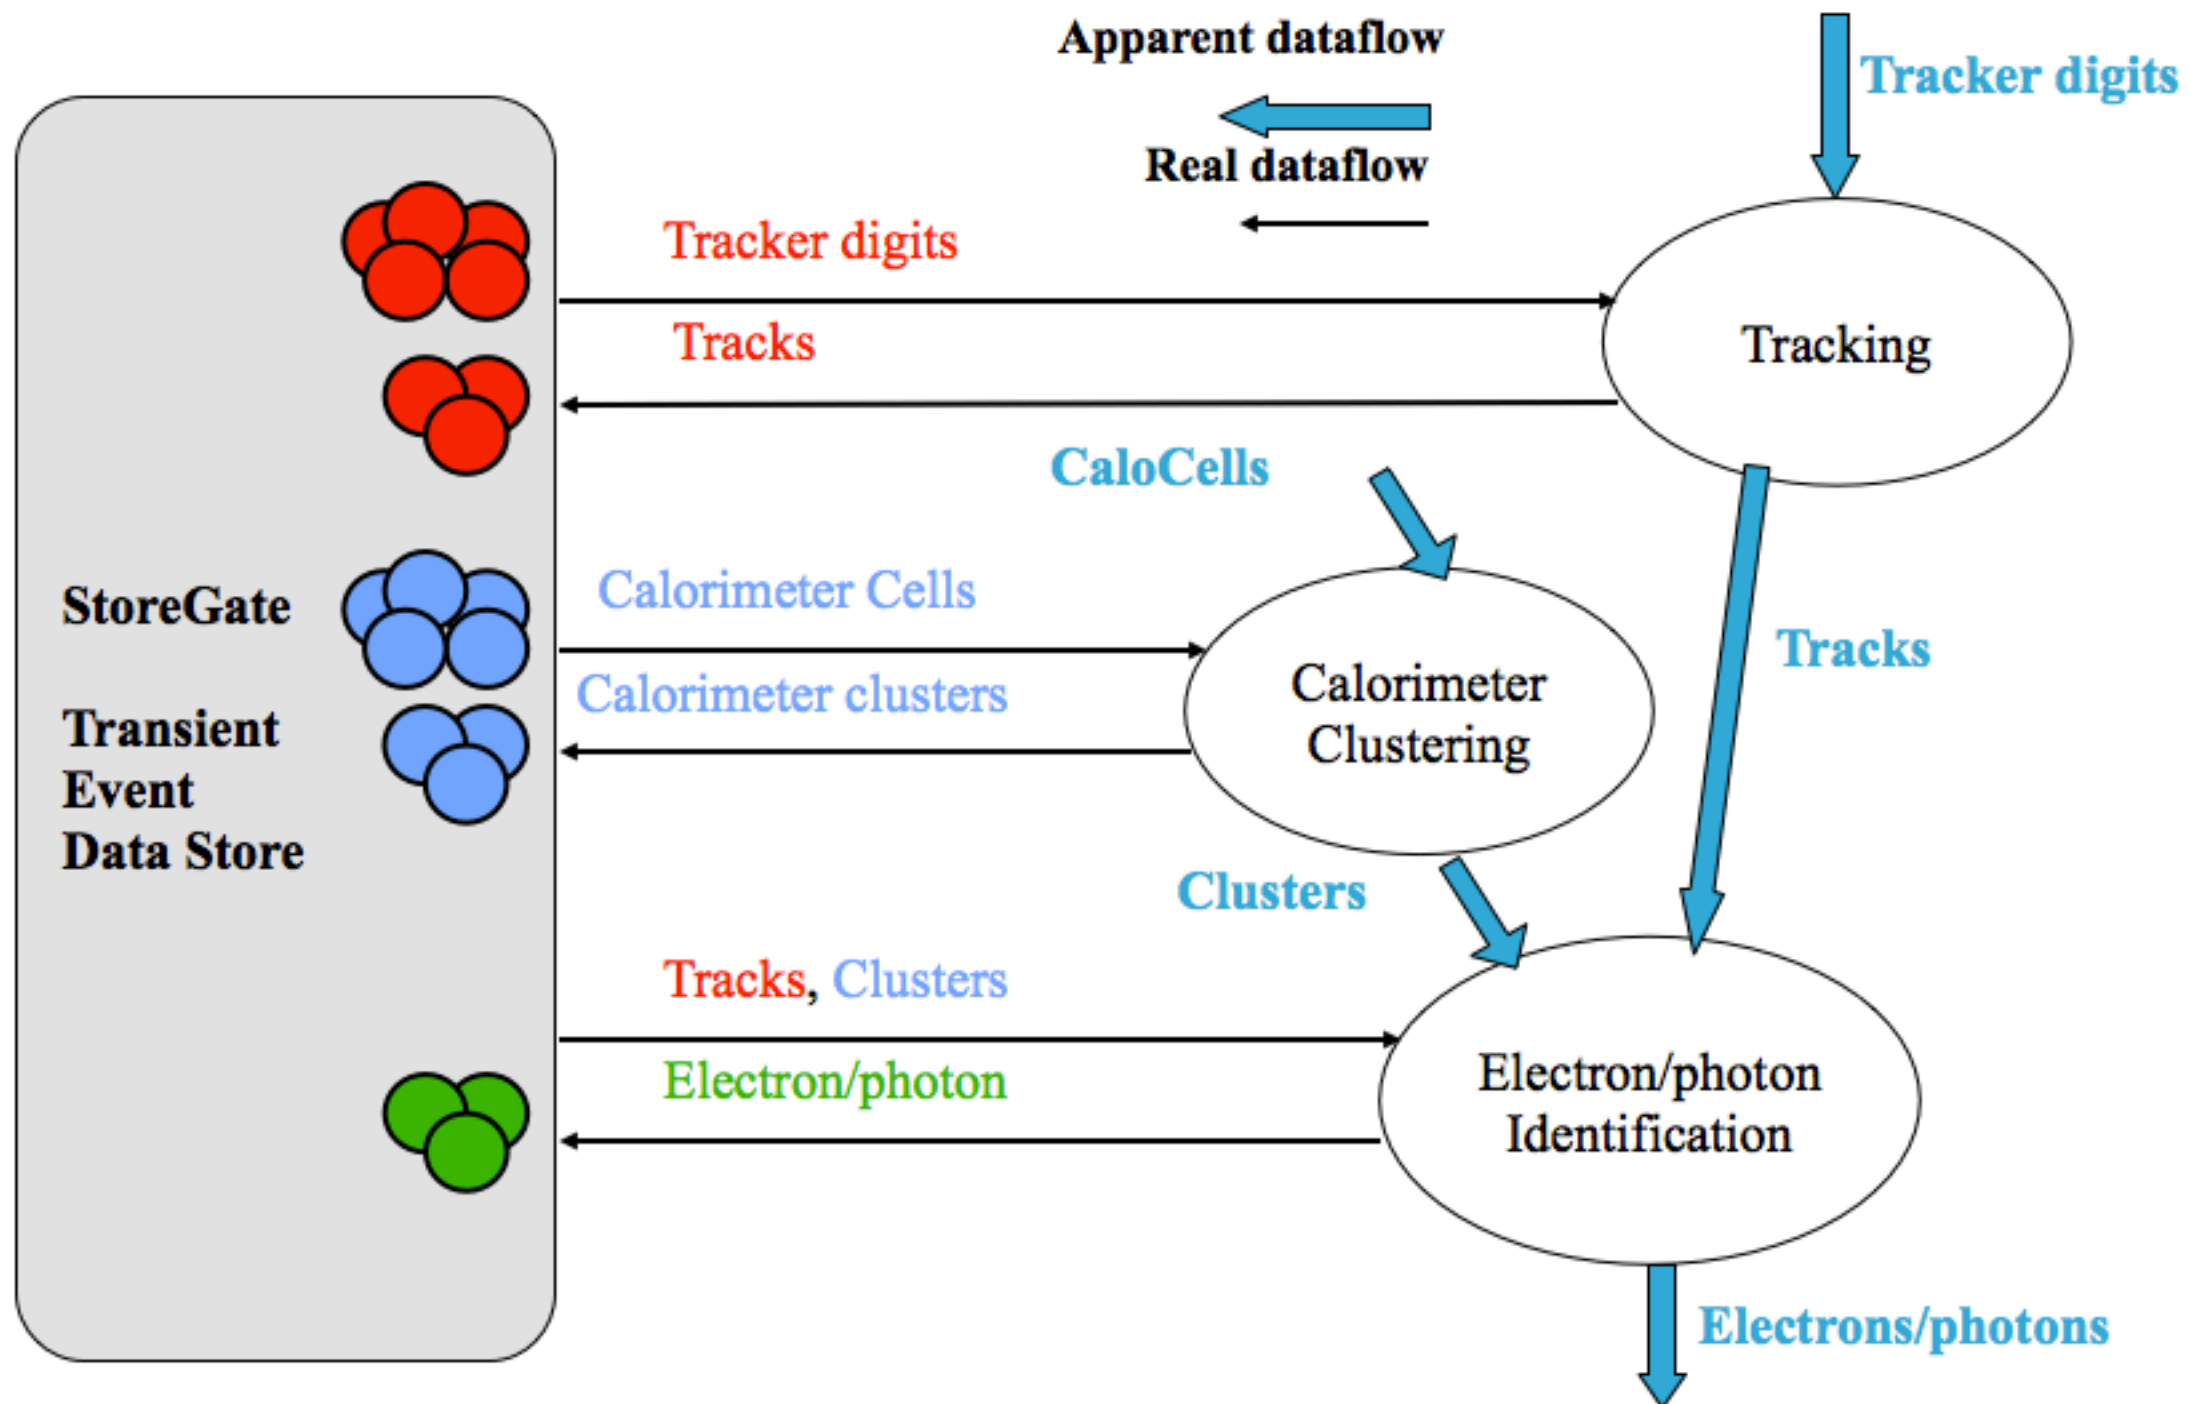 Apparent dataflow
Tracker digits
Real dataflow
Tracker digits
Tracks
Tracking
CaloCells
StoreGate
Calorimeter Cells
Calorimeter clusters
Calorimeter
Clustering
Tracks
Transient
Event
Data Store
Clusters
Tracks, Clusters
Electron/photon
Electron/photon
Identification
Electrons/photons